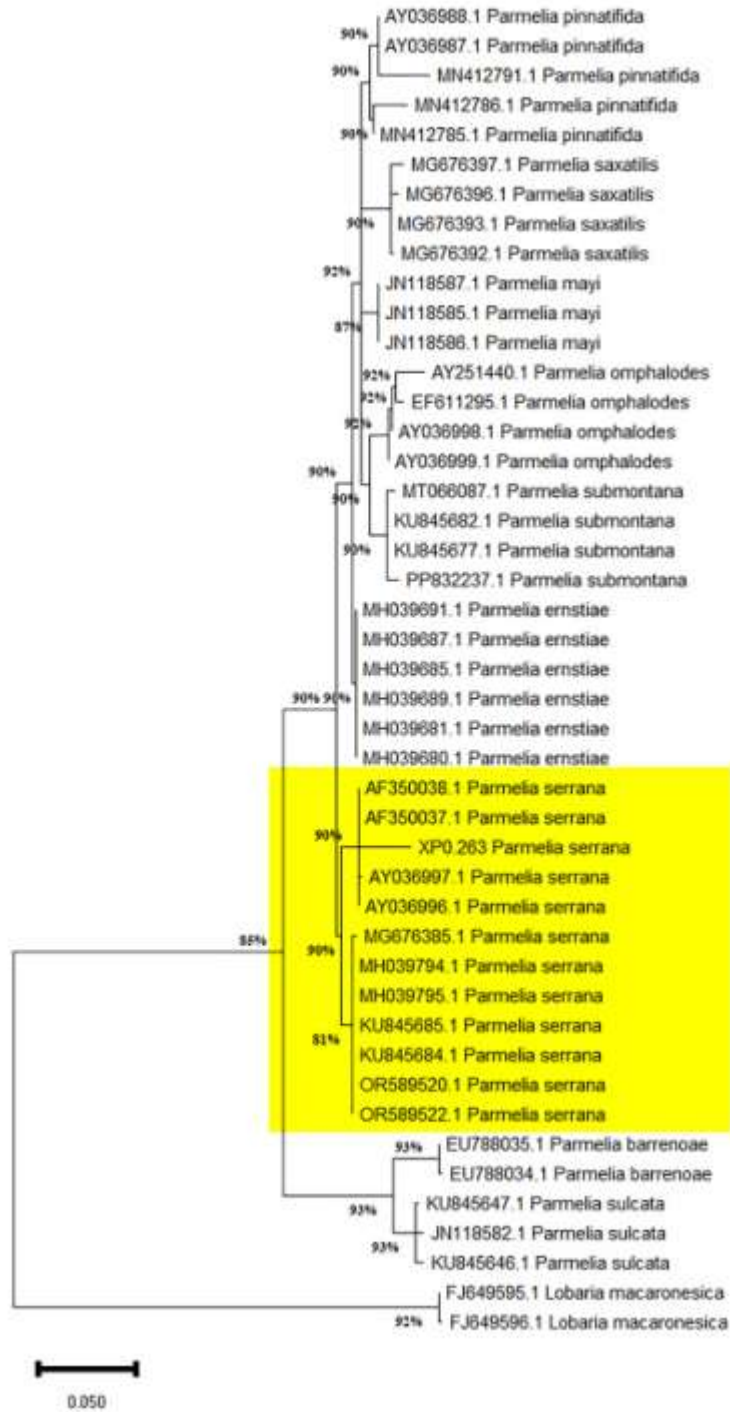 AY036988.1 Parmelia pinnatifida
90%
AY036987.1 Parmelia pinnatifida
90%
MN412791.1 Parmelia pinnatifida
MN412786.1 Parmelia pinnatifida
90%
MN412785.1 Parmelia pinnatifida
MG676397.1 Parmelia saxatilis
MG676396.1 Parmelia saxatilis
90%
MG676393.1 Parmelia saxatilis
MG676392.1 Parmelia saxatilis
92%
JN118587.1 Parmelia mayi
JN118585.1 Parmelia mayi
87%
JN118586.1 Parmelia mayi
92%
AY251440.1 Parmelia omphalodes
92%
EF611295.1 Parmelia omphalodes
92%
AY036998.1 Parmelia omphalodes
AY036999.1 Parmelia omphalodes
90%
90%
MT066087.1 Parmelia submontana
KU845682.1 Parmelia submontana
90%
KU845677.1 Parmelia submontana
PP832237.1 Parmelia submontana
MH039691.1 Parmelia ernstiae
MH039687.1 Parmelia ernstiae
MH039685.1 Parmelia ernstiae
90% 90%
MH039689.1 Parmelia ernstiae
MH039681.1 Parmelia ernstiae
MH039680.1 Parmelia ernstiae
AF350038.1 Parmelia serrana
AF350037.1 Parmelia serrana
90%
XP0.263 Parmelia serrana
AY036997.1 Parmelia serrana
AY036996.1 Parmelia serrana
85%
90%
MG676385.1 Parmelia serrana
MH039794.1 Parmelia serrana
MH039795.1 Parmelia serrana
81%
KU845685.1 Parmelia serrana
KU845684.1 Parmelia serrana
OR589520.1 Parmelia serrana
OR589522.1 Parmelia serrana
93%
EU788035.1 Parmelia barrenoae
EU788034.1 Parmelia barrenoae
93%
KU845647.1 Parmelia sulcata
JN118582.1 Parmelia sulcata
93%
KU845646.1 Parmelia sulcata
FJ649595.1 Lobaria macaronesica
92%
FJ649596.1 Lobaria macaronesica
0.050